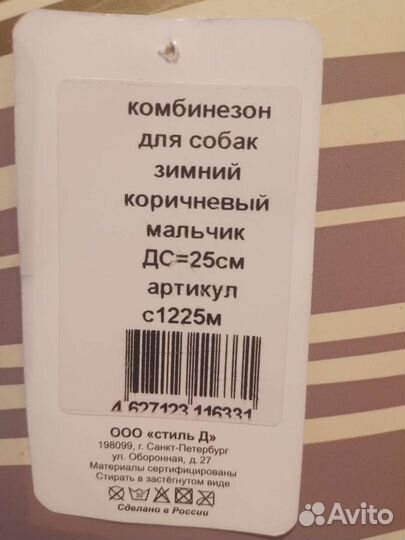 комбинезон
для собак
зимний
коричневый
мальчик
ДС=25см
артикул
с1225м
4 627123 116331
ООО «стиль Д»
198099, г. Санкт-Петербург
ул. Оборонная, д. 27
Материалы сертифицированы
Стирать в застёгнутом виде
Сделано в России
Avito